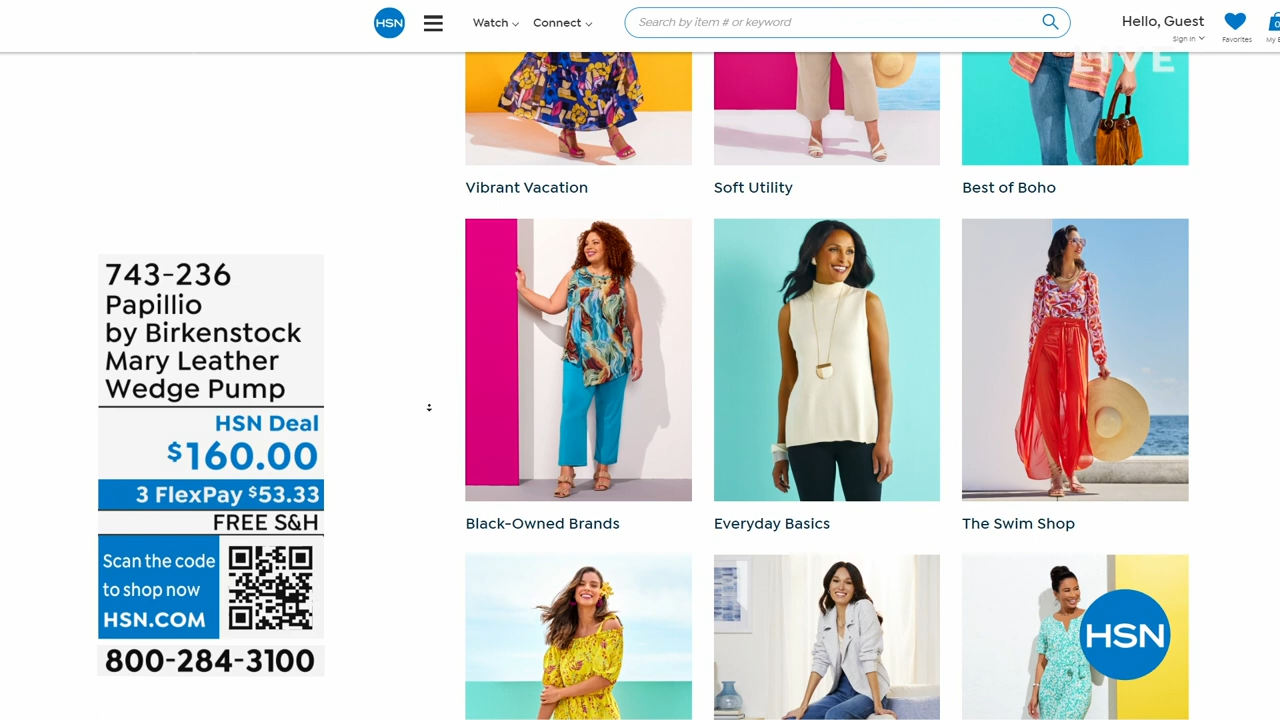 HSN
Watch
Connect
Search by item # or keyword
Hello, Guest
Sign In
Favorites
0
LIVE
Vibrant Vacation
Soft Utility
Best of Boho
743-236
Papillio
by Birkenstock
Mary Leather
Wedge Pump
HSN Deal
$160.00
3 FlexPay $53.33
FREE S&H
Scan the code
to shop now
HSN.COM
800-284-3100
Black-Owned Brands
Everyday Basics
The Swim Shop
HSN